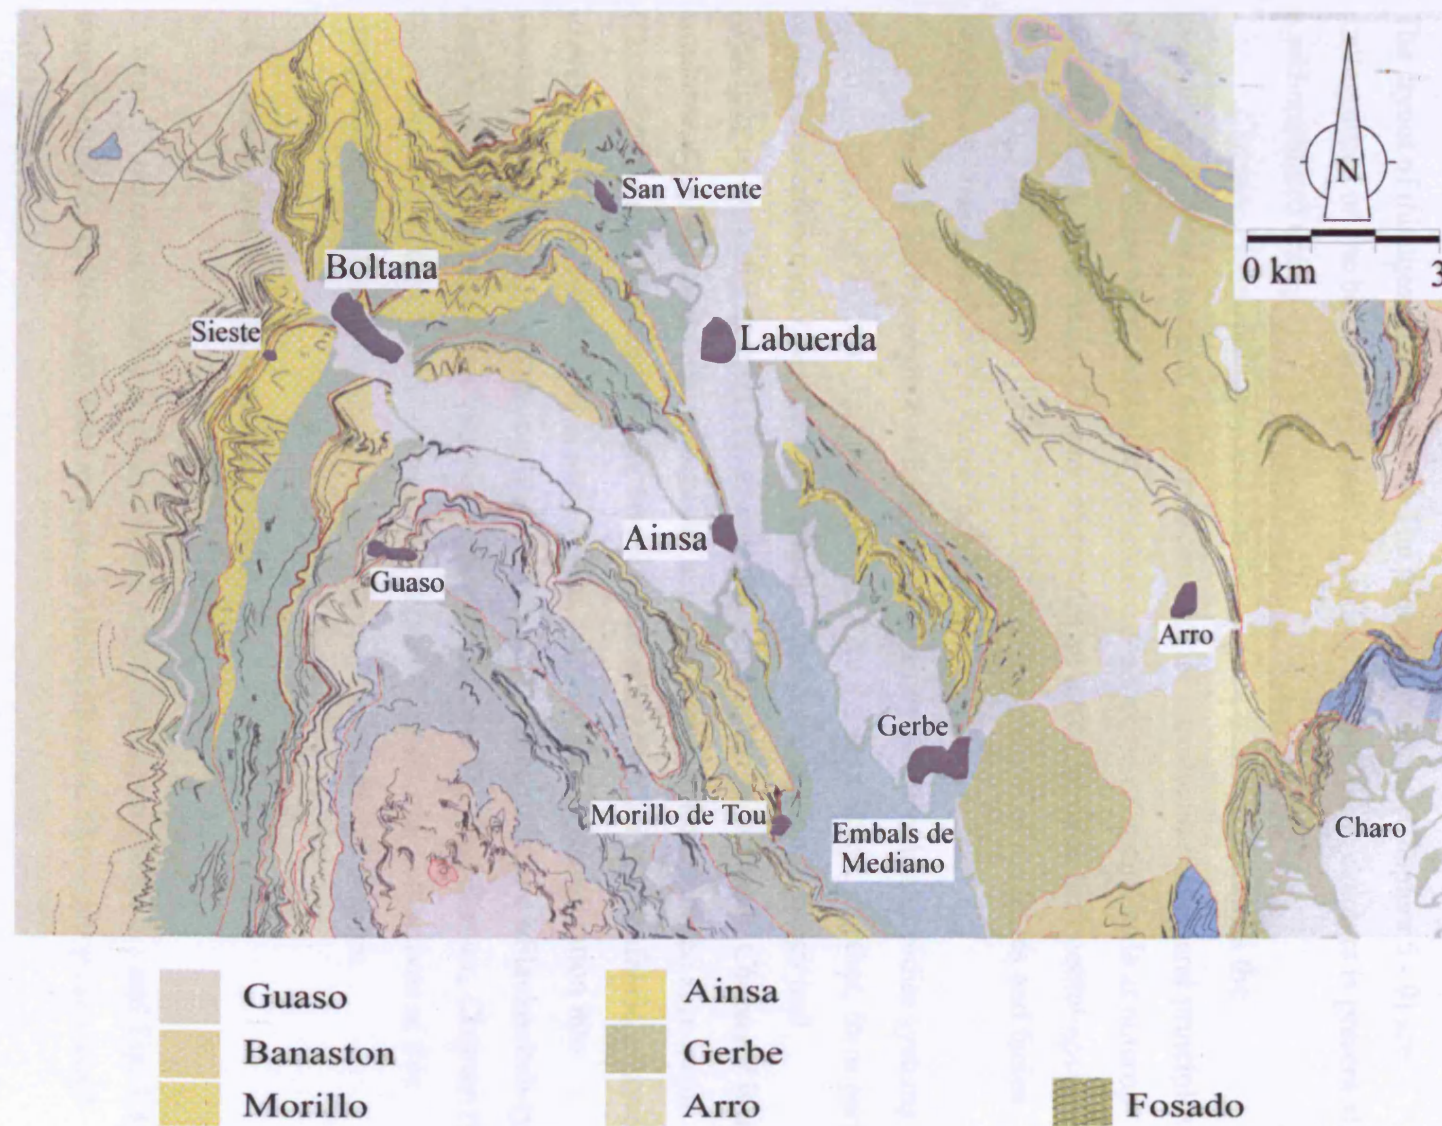 N
0 km 3
San Vicente
Boltana
Sieste
Labuerda
Ainsa
Guaso
Arro
Gerbe
Morillo de Tou
Embals de
Mediano
Charo
Guaso
Banaston
Morillo
Ainsa
Gerbe
Arro
Fosado